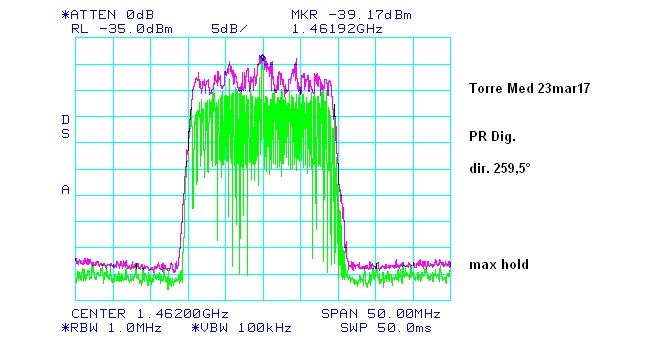 *ATTEN 0dB MKR -39.17dBm
RL -35.0dBm 5dB/ 1.46192GHz
Torre Med 23mar17
D
S
PR Dig.
dir. 259,5°
A
max hold
CENTER 1.46200GHz SPAN 50.00MHz
*RBW 1.0MHz *VBW 100kHz SWP 50.0ms